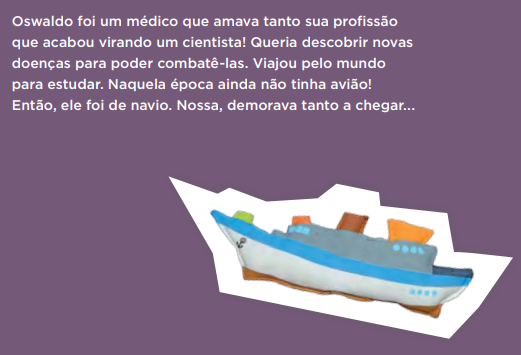 Oswaldo foi um médico que amava tanto sua profissão
que acabou virando um cientista! Queria descobrir novas
doenças para poder combatê-las. Viajou pelo mundo
para estudar. Naquela época ainda não tinha avião!
Então, ele foi de navio. Nossa, demorava tanto a chegar...